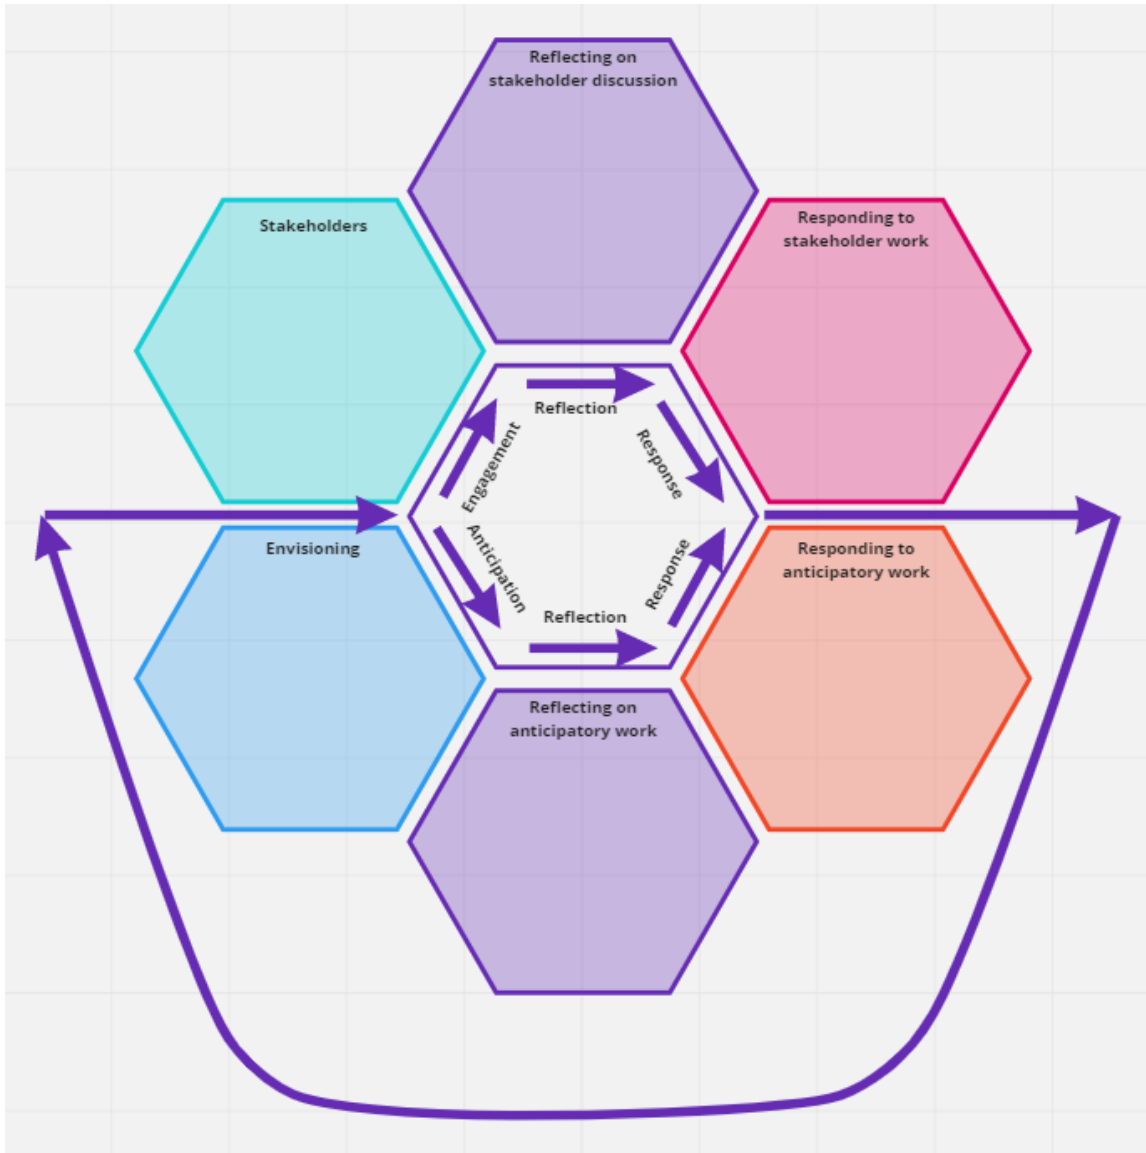 Reflecting on
stakeholder discussion
Stakeholders
Responding to
stakeholder work
Reflection
Engagement
Response
Anticipation
Response
Reflection
Envisioning
Responding to
anticipatory work
Reflecting on
anticipatory work